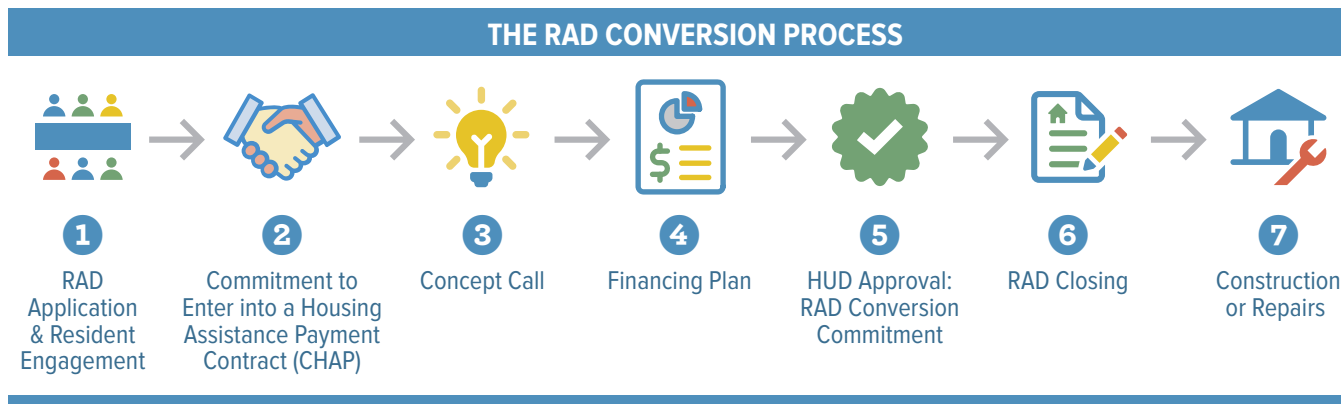 THE RAD CONVERSION PROCESS
$
1
RAD
Application
& Resident
Engagement
2
Commitment to
Enter into a Housing
Assistance Payment
Contract (CHAP)
3
Concept Call
4
Financing Plan
5
HUD Approval:
RAD Conversion
Commitment
6
RAD Closing
7
Construction
or Repairs